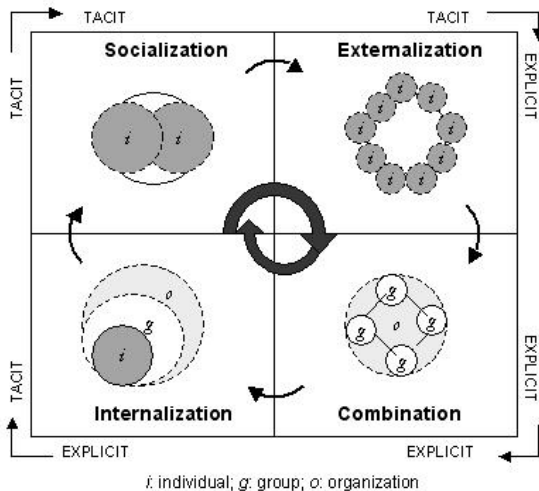 TACIT
TACIT
TACIT
EXPLICIT
Socialization
Externalization
i
i
i
i
i
i
i
i
i
i
i
o
g
i
g
g
o
g
g
TACIT
EXPLICIT
Internalization
Combination
EXPLICIT
EXPLICIT
i: individual; g: group; o: organization